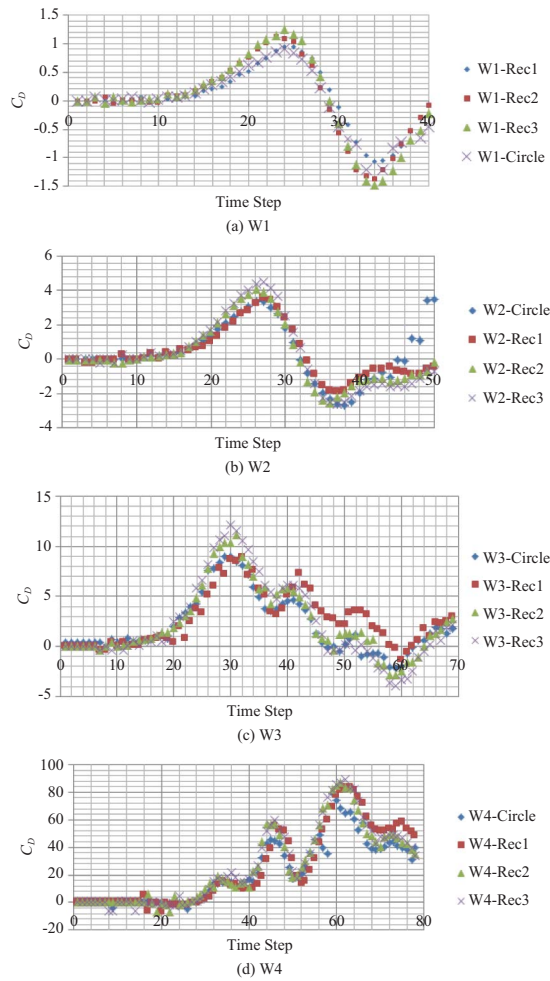 1.5
1
0.5
0
-0.5
-1
-1.5
C_D
0 10 20 30 40
Time Step
W1-Rec1
W1-Rec2
W1-Rec3
W1-Circle
(a) W1
6
4
2
0
-2
-4
C_D
0 10 20 30 40 50
Time Step
W2-Circle
W2-Rec1
W2-Rec2
W2-Rec3
(b) W2
15
10
5
0
-5
C_D
0 10 20 30 40 50 60 70
Time Step
W3-Circle
W3-Rec1
W3-Rec2
W3-Rec3
(c) W3
100
80
60
40
20
0
20
C_D
0 20 40 60 80
Time Step
W4-Circle
W4-Rec1
W4-Rec2
W4-Rec3
(d) W4